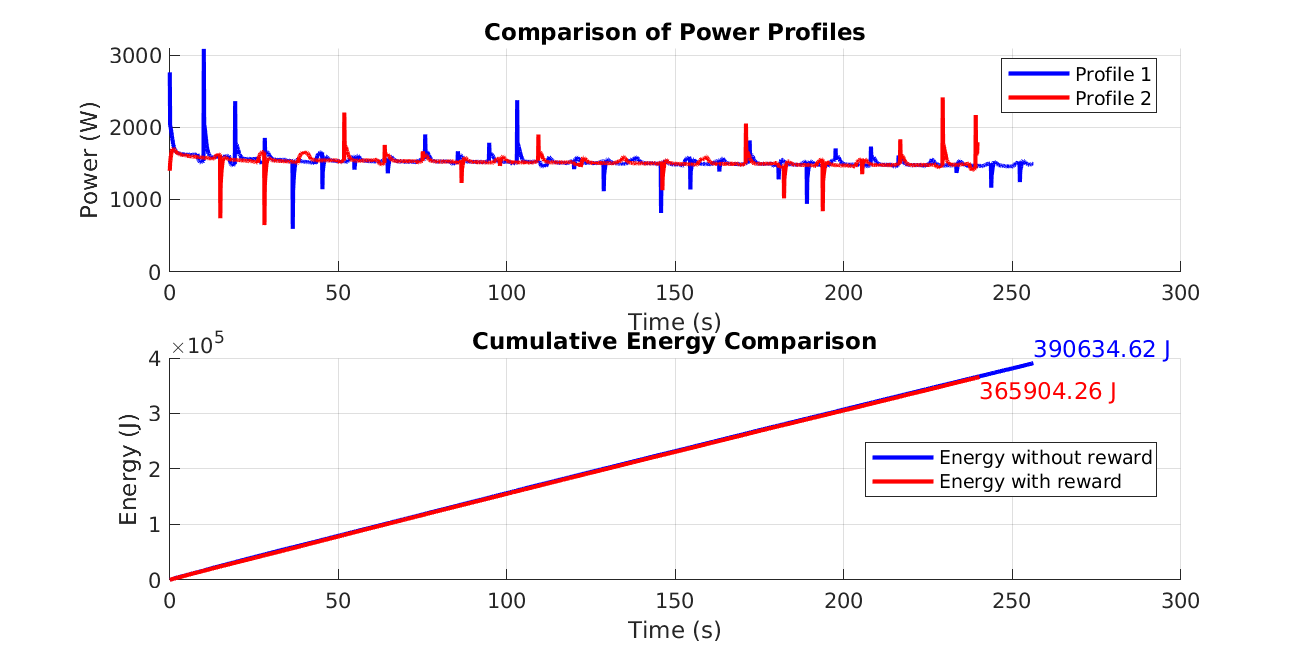 Comparison of Power Profiles
Power (W)
3000
2000
1000
0
Profile 1
Profile 2
0 50 100 150 200 250 300
Time (s)
Cumulative Energy Comparison
×10⁵
Energy (J)
4
3
2
1
0
390634.62 J
365904.26 J
Energy without reward
Energy with reward
0 50 100 150 200 250 300
Time (s)